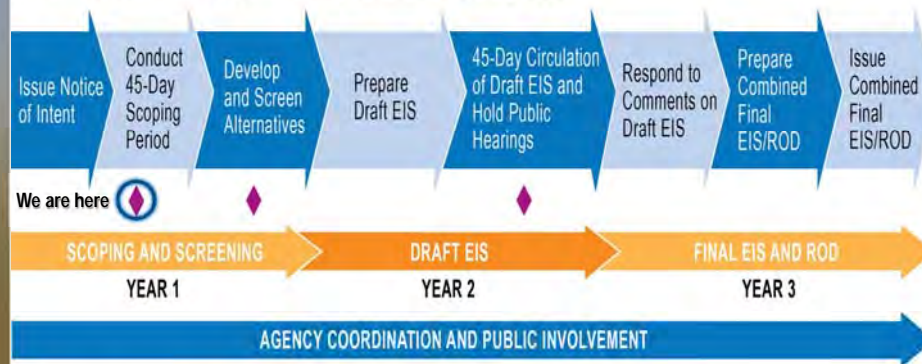 Issue Notice
of Intent
Conduct
45-Day
Scoping
Period
Develop
and Screen
Alternatives
Prepare
Draft EIS
45-Day Circulation
of Draft EIS and
Hold Public
Hearings
Respond to
Comments on
Draft EIS
Prepare
Combined
Final
EIS/ROD
Issue
Combined
Final
EIS/ROD
We are here
SCOPING AND SCREENING
DRAFT EIS
FINAL EIS AND ROD
YEAR 1
YEAR 2
YEAR 3
AGENCY COORDINATION AND PUBLIC INVOLVEMENT